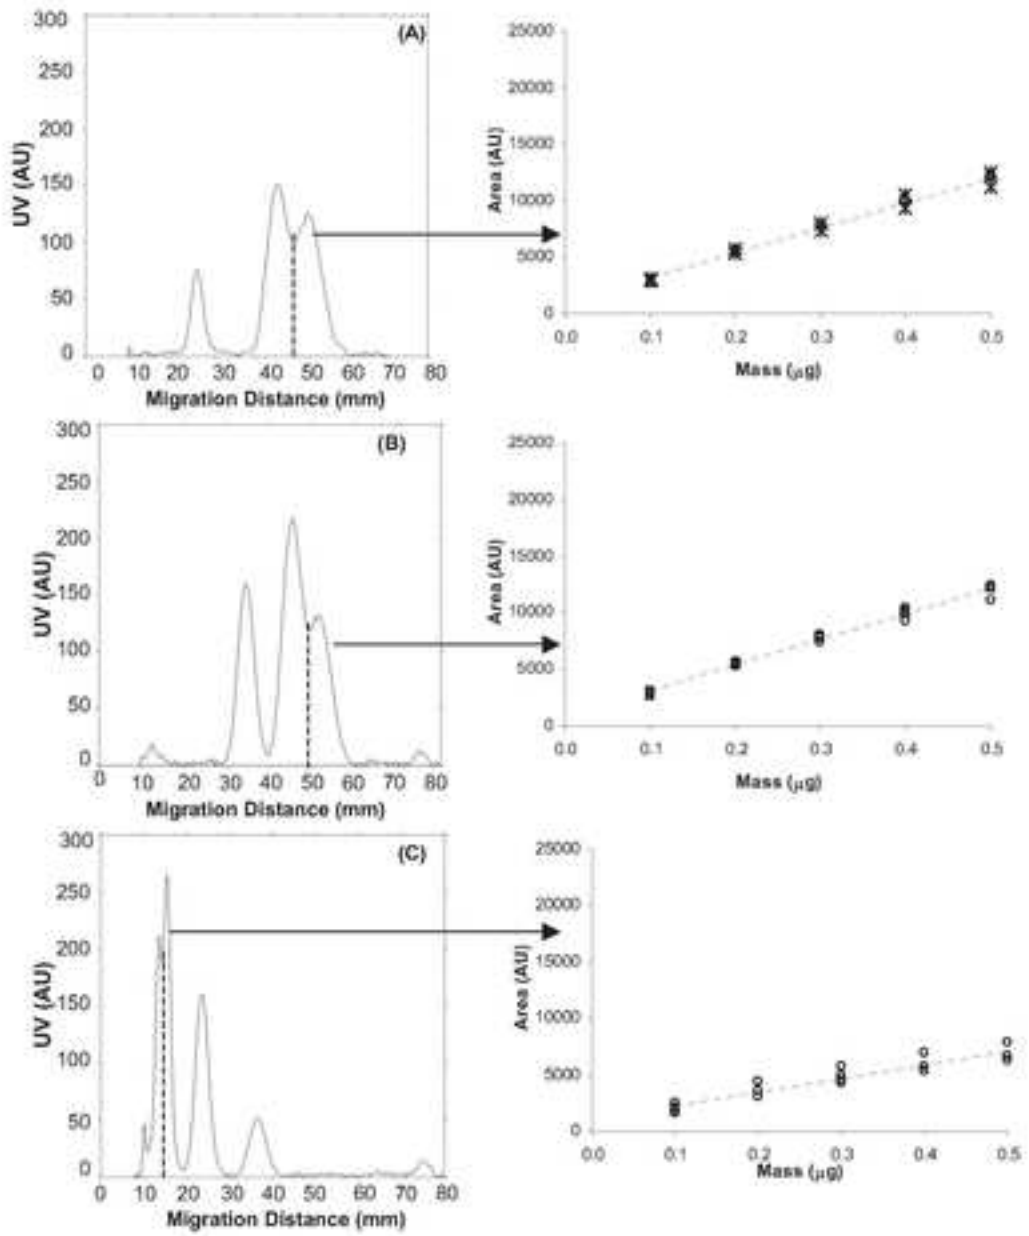 300
250
200
150
100
50
0
UV (AU)
(A)
0 10 20 30 40 50 60 70 80
Migration Distance (mm)
25000
20000
15000
10000
5000
0
Area (AU)
0.0 0.1 0.2 0.3 0.4 0.5
Mass (µg)
300
250
200
150
100
50
0
UV (AU)
(B)
0 10 20 30 40 50 60 70 80
Migration Distance (mm)
25000
20000
15000
10000
5000
0
Area (AU)
0.0 0.1 0.2 0.3 0.4 0.5
Mass (µg)
300
250
200
150
100
50
0
UV (AU)
(C)
0 10 20 30 40 50 60 70 80
Migration Distance (mm)
25000
20000
15000
10000
5000
0
Area (AU)
0.0 0.1 0.2 0.3 0.4 0.5
Mass (µg)